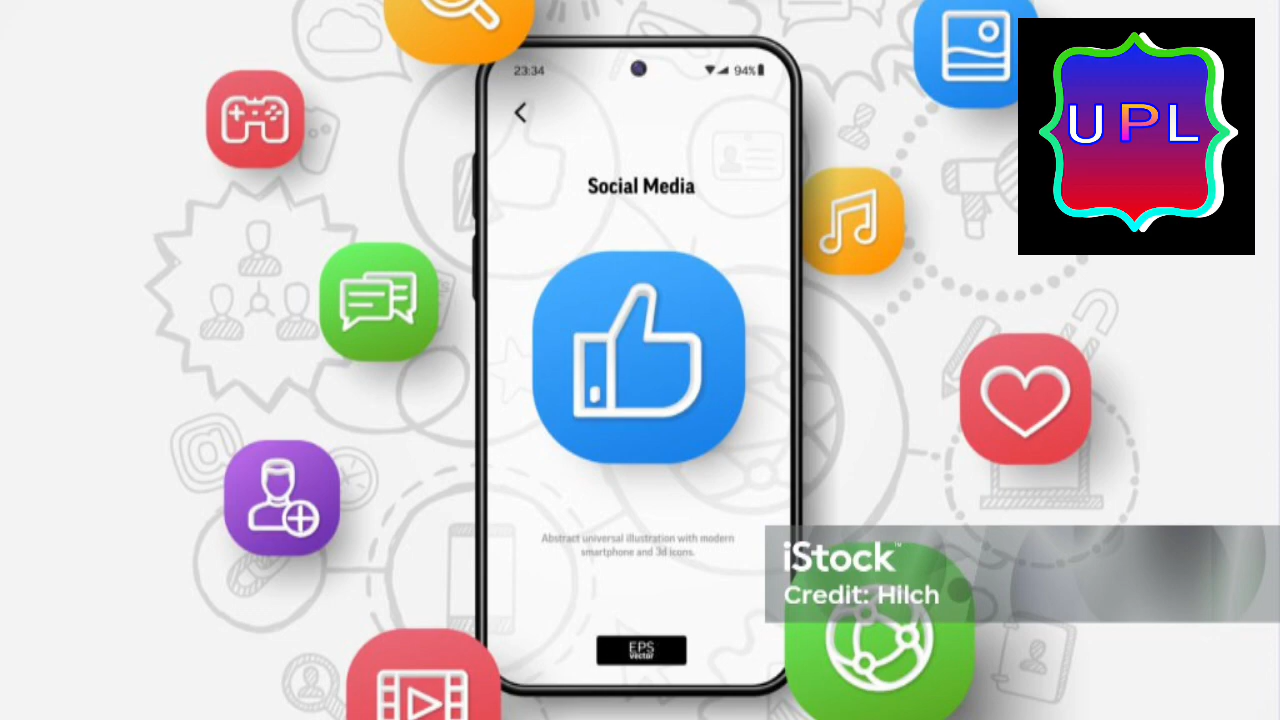 23:34
94%
UPL
Social Media
Abstract universal illustration with modern
smartphone and 3d icons.
iStock™
Credit: Hilch
EPS
vector